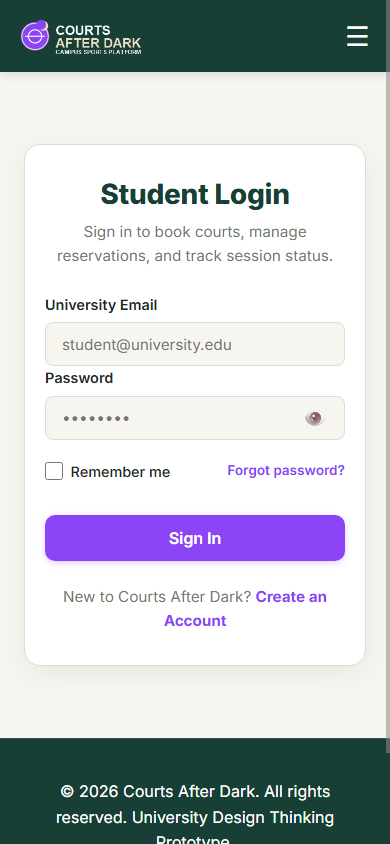 COURTS
AFTER DARK
CAMPUS SPORTS PLATFORM
Student Login
Sign in to book courts, manage
reservations, and track session status.
University Email
student@university.edu
Password
••••••••
Remember me
Forgot password?
Sign In
New to Courts After Dark? Create an
Account
© 2026 Courts After Dark. All rights
reserved. University Design Thinking
Prototype